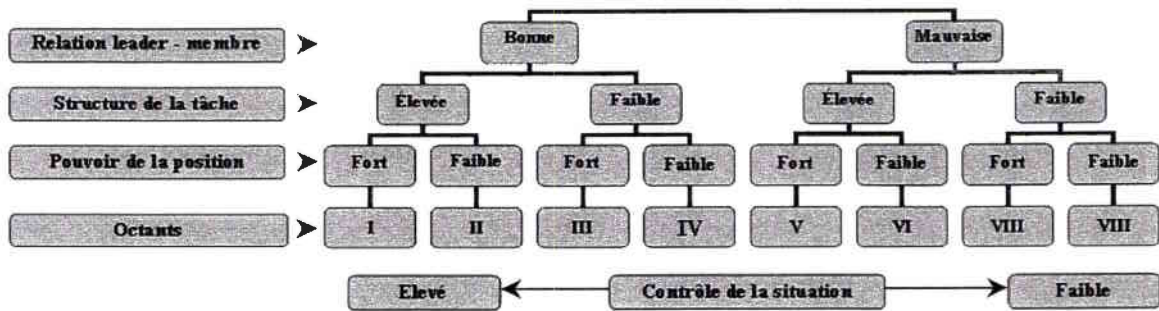 Relation leader - membre
Bonne
Mauvaise
Structure de la tâche
Élevée
Faible
Élevée
Faible
Pouvoir de la position
Fort
Faible
Fort
Faible
Fort
Faible
Fort
Faible
Octants
I
II
III
IV
V
VI
VIII
VIII
Elevé
Contrôle de la situation
Faible